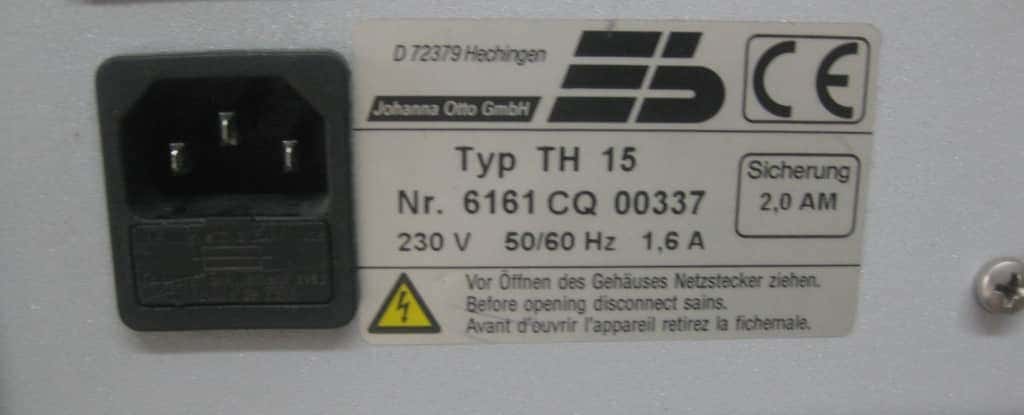 D 72379 Hechingen
Johanna Otto GmbH
CE
Typ TH 15
Nr. 6161 CQ 00337
230 V 50/60 Hz 1,6 A
Sicherung
2,0 AM
Vor Öffnen des Gehäuses Netzstecker ziehen.
Before opening disconnect sains.
Avant d'ouvrir l'appareil retirez la fichemale.